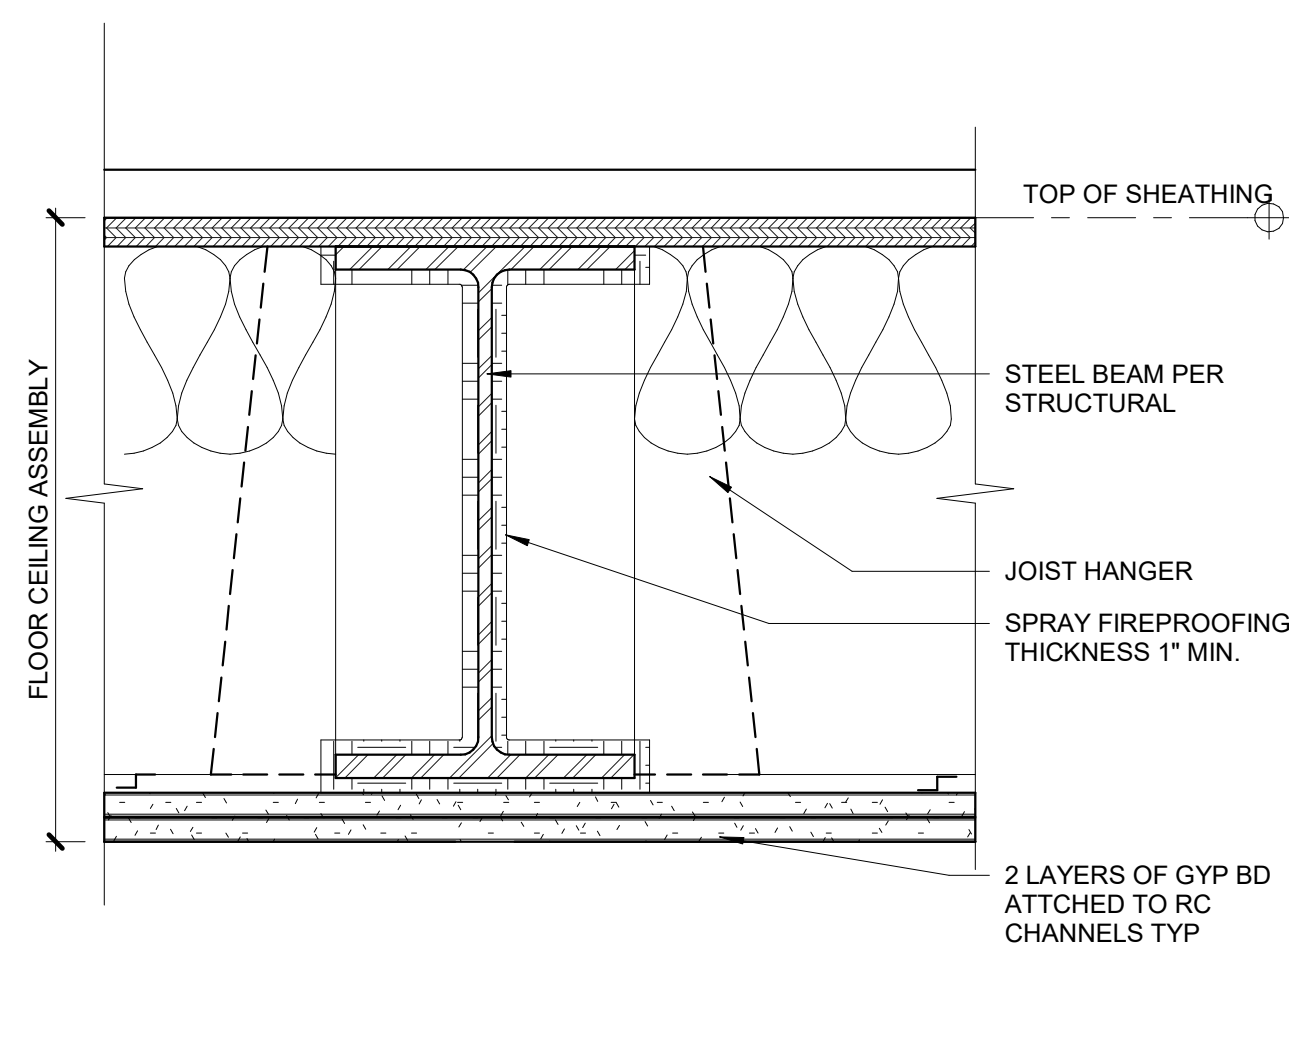 TOP OF SHEATHING
STEEL BEAM PER
STRUCTURAL
FLOOR CEILING ASSEMBLY
JOIST HANGER
SPRAY FIREPROOFING
THICKNESS 1" MIN.
2 LAYERS OF GYP BD
ATTCHED TO RC
CHANNELS TYP